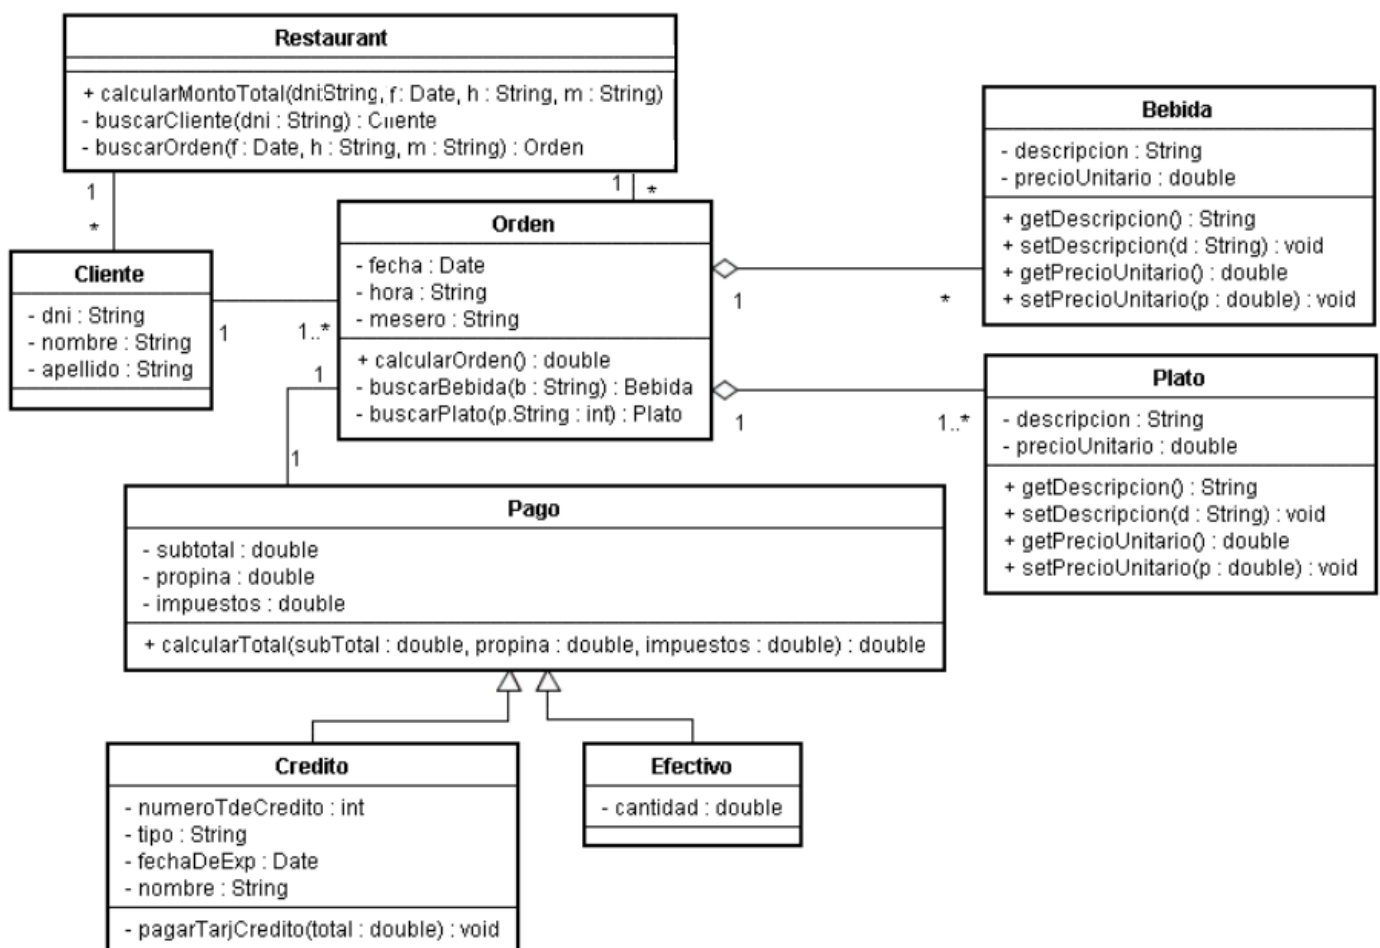 Restaurant
+ calcularMontoTotal(dni:String, f: Date, h : String, m : String)
- buscarCliente(dni : String) : Cliente
- buscarOrden(f : Date, h : String, m : String) : Orden
1
*
1
*
Cliente
- dni : String
- nombre : String
- apellido : String
1
1..*
Orden
- fecha : Date
- hora : String
- mesero : String
+ calcularOrden() : double
- buscarBebida(b : String) : Bebida
- buscarPlato(p.String : int) : Plato
1
*
1
1..*
1
1
Bebida
- descripcion : String
- precioUnitario : double
+ getDescripcion() : String
+ setDescripcion(d : String) : void
+ getPrecioUnitario() : double
+ setPrecioUnitario(p : double) : void
Plato
- descripcion : String
- precioUnitario : double
+ getDescripcion() : String
+ setDescripcion(d : String) : void
+ getPrecioUnitario() : double
+ setPrecioUnitario(p : double) : void
Pago
- subtotal : double
- propina : double
- impuestos : double
+ calcularTotal(subTotal : double, propina : double, impuestos : double) : double
Credito
- numeroTdeCredito : int
- tipo : String
- fechaDeExp : Date
- nombre : String
- pagarTarjCredito(total : double) : void
Efectivo
- cantidad : double